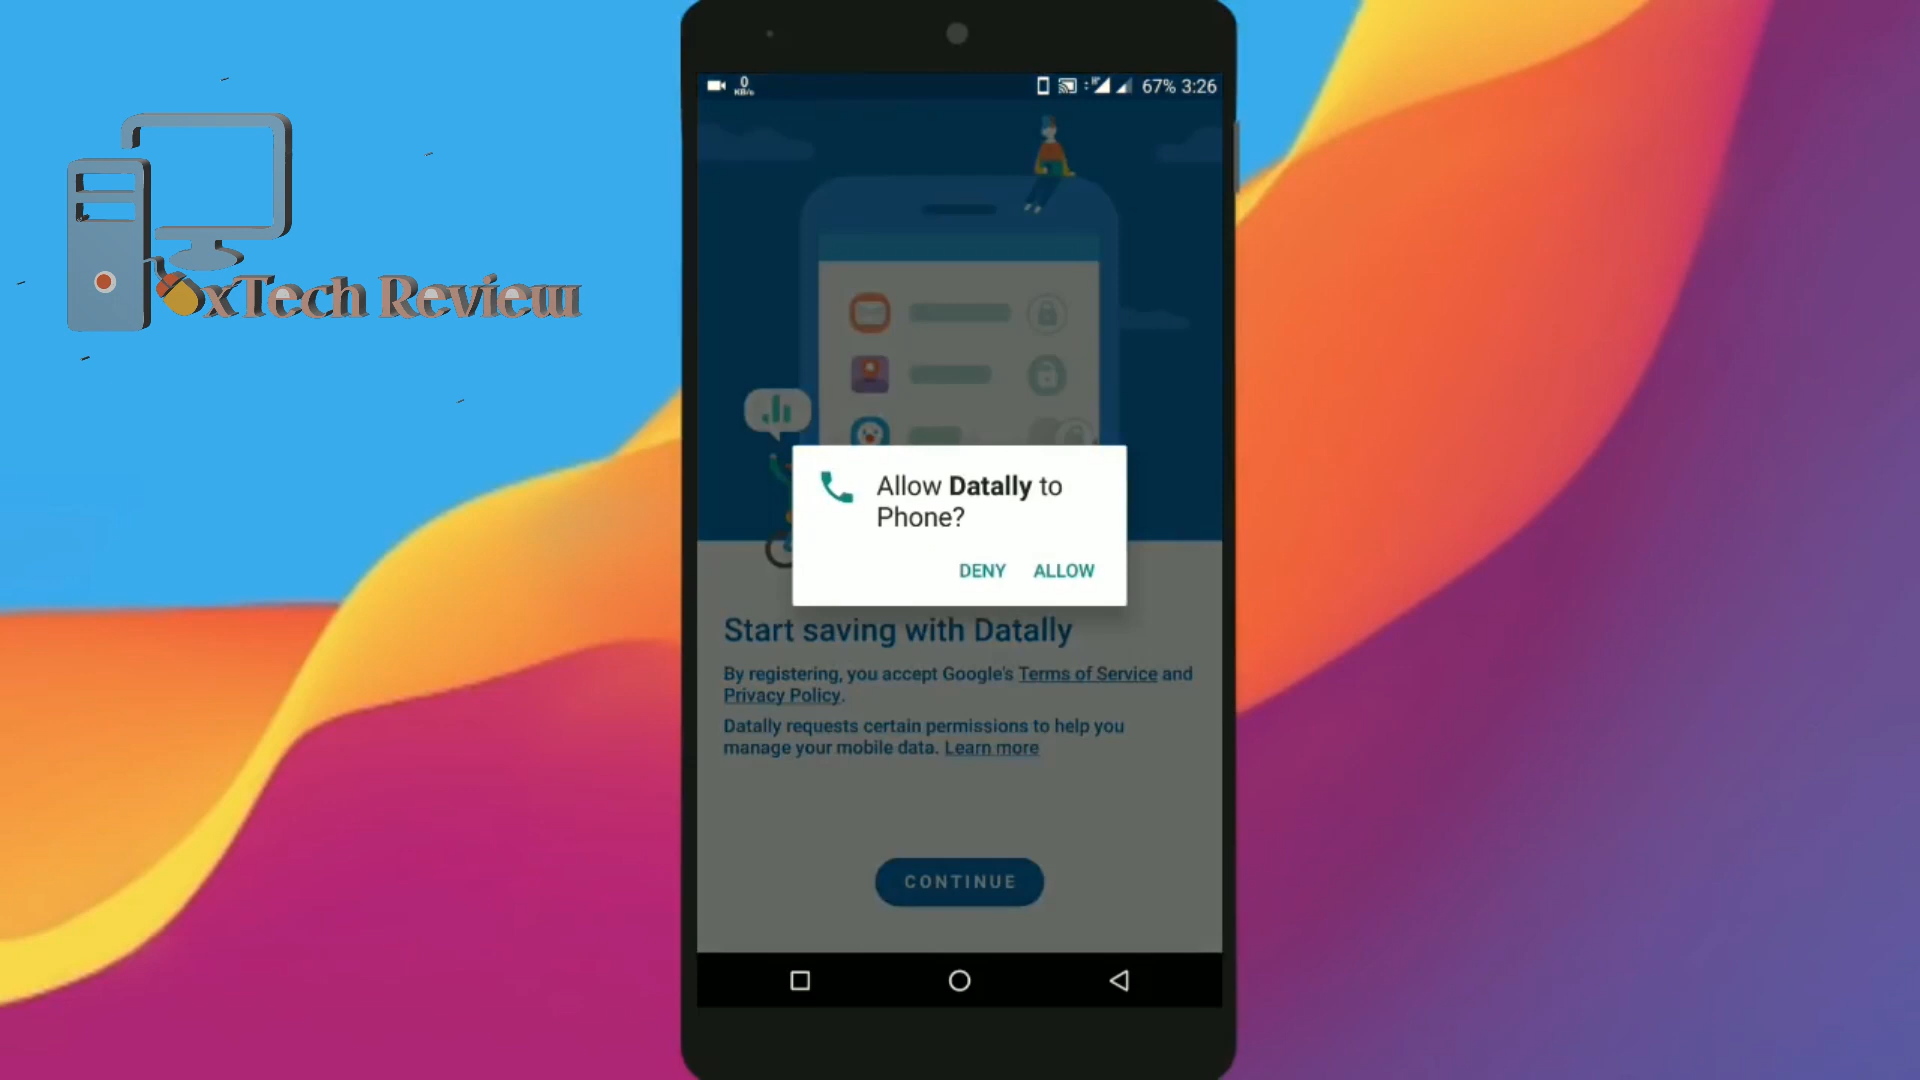 xTech Review
0
KB/s
H+
67% 3:26
Allow Datally to
Phone?
DENY ALLOW
Start saving with Datally
By registering, you accept Google's Terms of Service and
Privacy Policy.
Datally requests certain permissions to help you
manage your mobile data. Learn more
CONTINUE